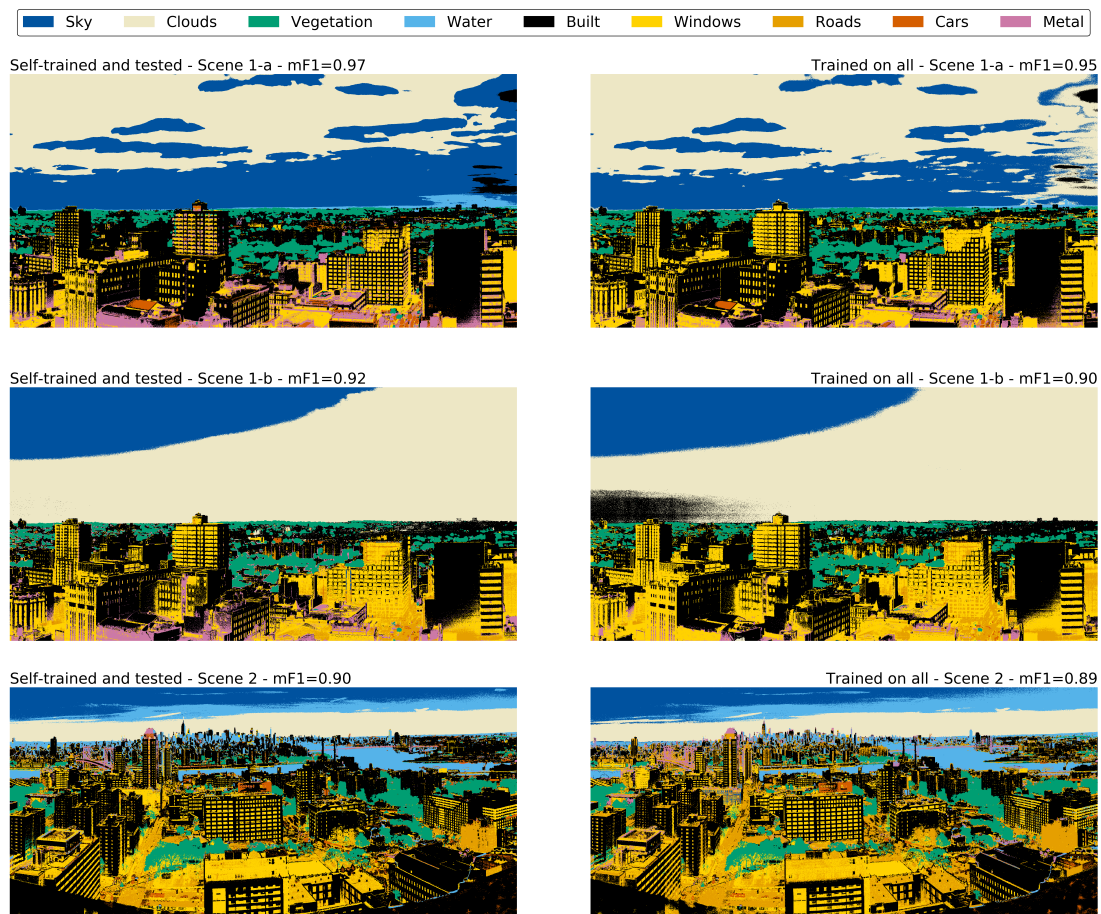 Sky Clouds Vegetation Water Built Windows Roads Cars Metal
Self-trained and tested - Scene 1-a - mF1=0.97
Trained on all - Scene 1-a - mF1=0.95
Self-trained and tested - Scene 1-b - mF1=0.92
Trained on all - Scene 1-b - mF1=0.90
Self-trained and tested - Scene 2 - mF1=0.90
Trained on all - Scene 2 - mF1=0.89